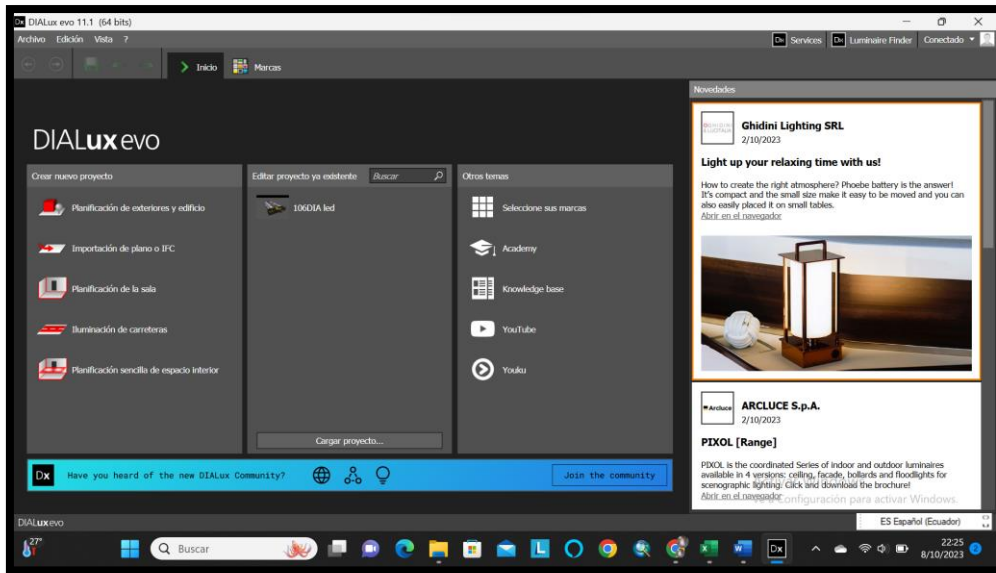 DIALux evo 11.1 (64 bits)
Archivo Edición Vista ?
Services Luminaire Finder Conectado
Inicio Marcas
Novedades
DIALux evo
Crear nuevo proyecto
Planificación de exteriores y edificio
Importación de plano o IFC
Planificación de la sala
Iluminación de carreteras
Planificación sencilla de espacio interior
Editar proyecto ya existente Buscar
106DIA led
Cargar proyecto...
Otros temas
Seleccione sus marcas
Academy
Knowledge base
YouTube
Youku
Ghidini Lighting SRL
2/10/2023
Light up your relaxing time with us!
How to create the right atmosphere? Phoebe battery is the answer!
It's compact and the small size make it easy to be moved and you can
also easily placed it on small tables.
Abrir en el navegador
Arcluce
ARCLUCE S.p.A.
2/10/2023
PIXOL [Range]
PIXOL is the coordinated Series of indoor and outdoor luminaires
available in 4 versions: ceiling, facade, bollards and floodlights for
scenographic lighting. Click and download the brochure!
Abrir en el navegador
Configuración para activar Windows.
Dx Have you heard of the new DIALux Community? Join the community
DIALux evo
ES Español (Ecuador)
27°
Buscar
22:25
8/10/2023
2